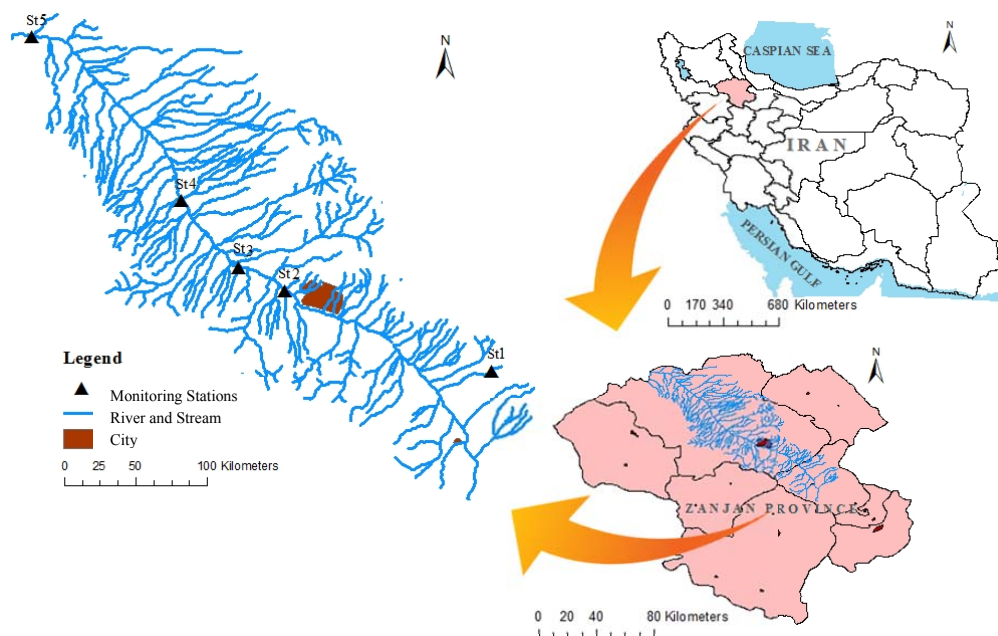 St5
N
St4
St3
St2
St1
Legend
Monitoring Stations
River and Stream
City
0 25 50 100 Kilometers
N
CASPIAN SEA
IRAN
PERSIAN GULF
0 170 340 680 Kilometers
N
ZANJAN PROVINCE
0 20 40 80 Kilometers